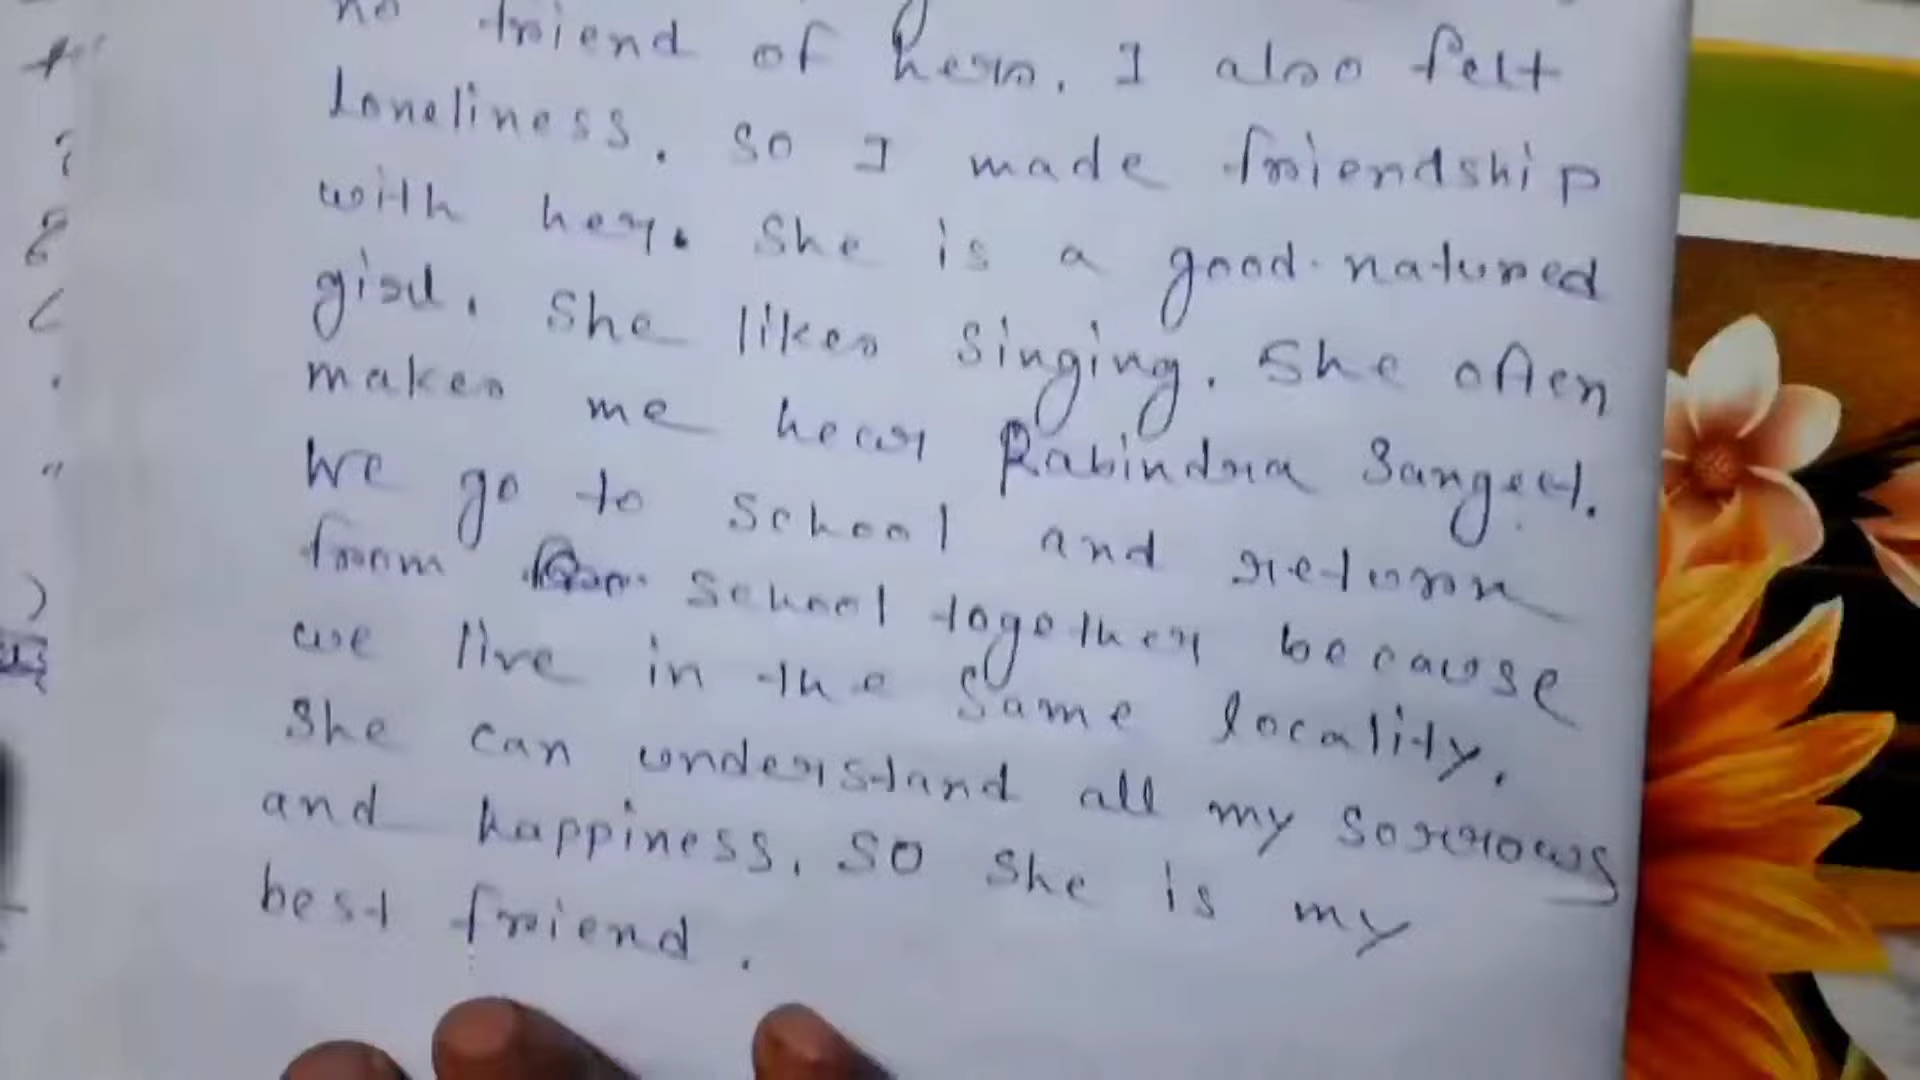 no friend of hers. I also felt
Loneliness. So I made friendship
with her. She is a good-natured
girl. She likes singing. She often
makes me hear Rabindra Sangeet.
We go to school and return
from school together because
we live in the same locality.
She can understand all my sorrows
and happiness. So she is my
best friend.